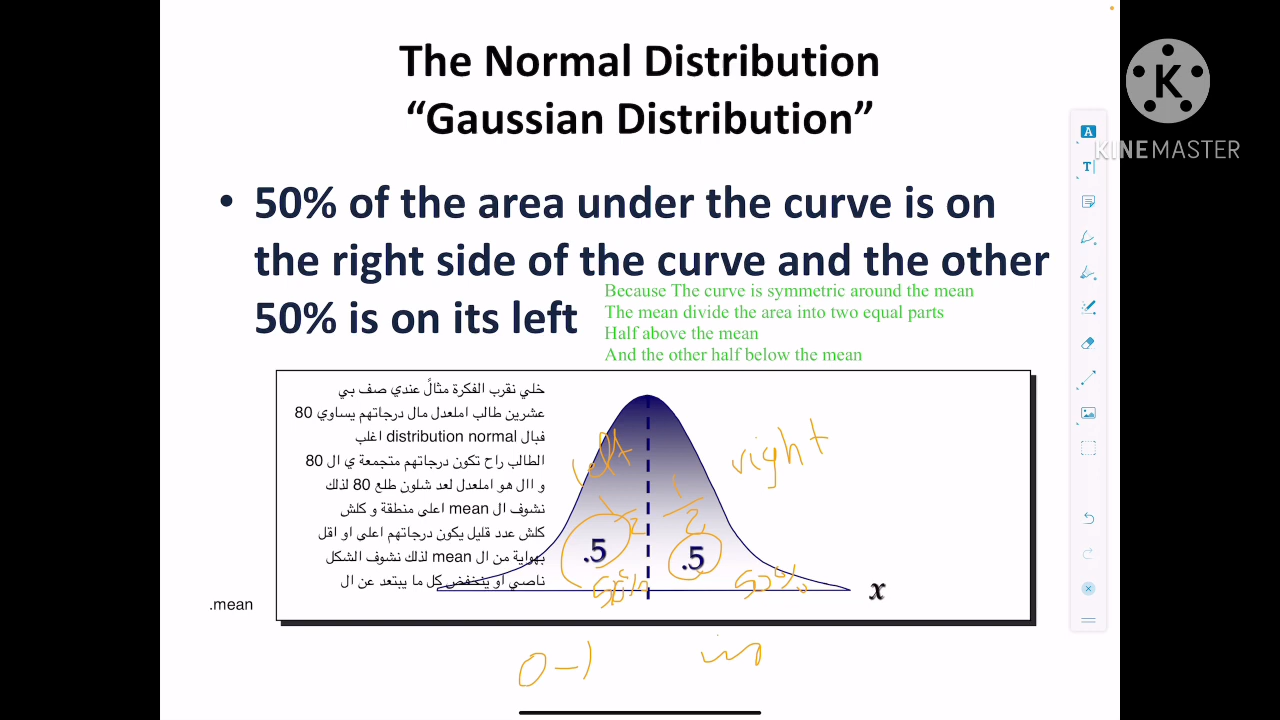 The Normal Distribution
“Gaussian Distribution”
K
KINEMASTER
A
T
• 50% of the area under the curve is on
the right side of the curve and the other
50% is on its left
Because The curve is symmetric around the mean
The mean divide the area into two equal parts
Half above the mean
And the other half below the mean
خلي نقرب الفكرة مثالً عندي صف بي
عشرين طالب املعدل مال درجاتهم يساوي 80
فبال distribution normal اغلب
الطالب راح تكون درجاتهم متجمعة ي ال 80
و اال هو املعدل لعد شلون طلع 80 لذلك
نشوف ال mean اعلى منطقة و كلش
كلش عدد قليل يكون درجاتهم اعلى او اقل
بهواية من ال mean لذلك نشوف الشكل
ناصي او ينخفض كل ما يبتعد عن ال
.mean
left
right
1/2
1/2
.5
.5
50%
50%
x
0-1